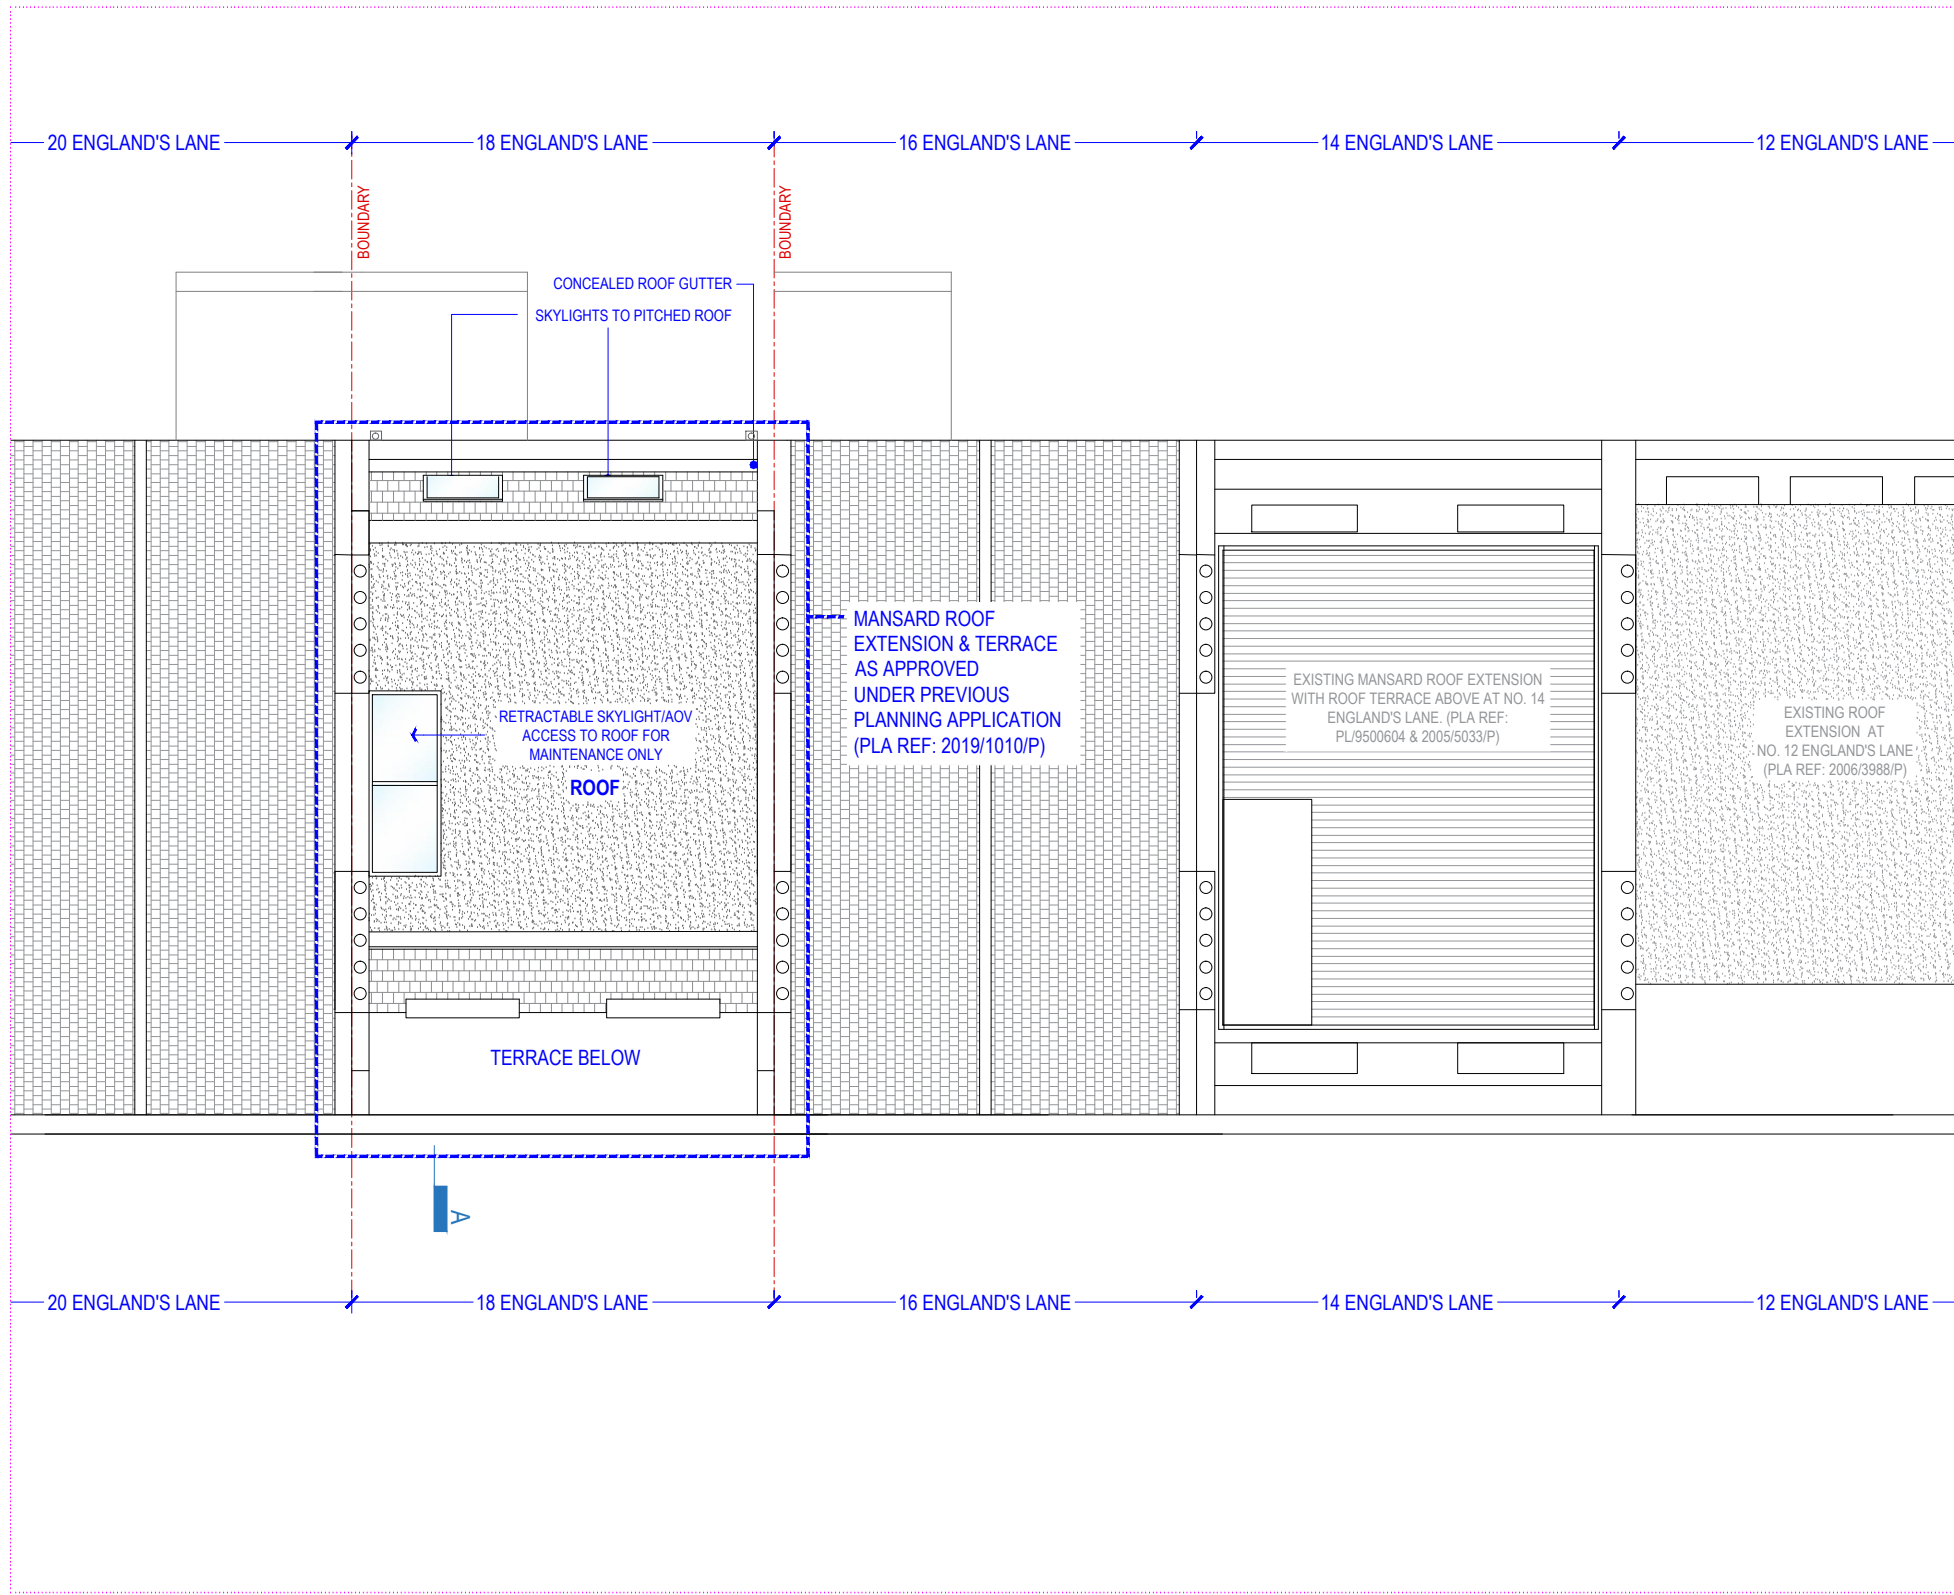 20 ENGLAND'S LANE
18 ENGLAND'S LANE
16 ENGLAND'S LANE
14 ENGLAND'S LANE
12 ENGLAND'S LANE
BOUNDARY
BOUNDARY
CONCEALED ROOF GUTTER
SKYLIGHTS TO PITCHED ROOF
MANSARD ROOF
EXTENSION & TERRACE
AS APPROVED
UNDER PREVIOUS
PLANNING APPLICATION
(PLA REF: 2019/1010/P)
EXISTING MANSARD ROOF EXTENSION
WITH ROOF TERRACE ABOVE AT NO. 14
ENGLAND'S LANE. (PLA REF:
PL/9500604 & 2005/5033/P)
EXISTING ROOF
EXTENSION AT
NO. 12 ENGLAND'S LANE
(PLA REF: 2006/3988/P)
RETRACTABLE SKYLIGHT/AOV
ACCESS TO ROOF FOR
MAINTENANCE ONLY
ROOF
TERRACE BELOW
A
20 ENGLAND'S LANE
18 ENGLAND'S LANE
16 ENGLAND'S LANE
14 ENGLAND'S LANE
12 ENGLAND'S LANE